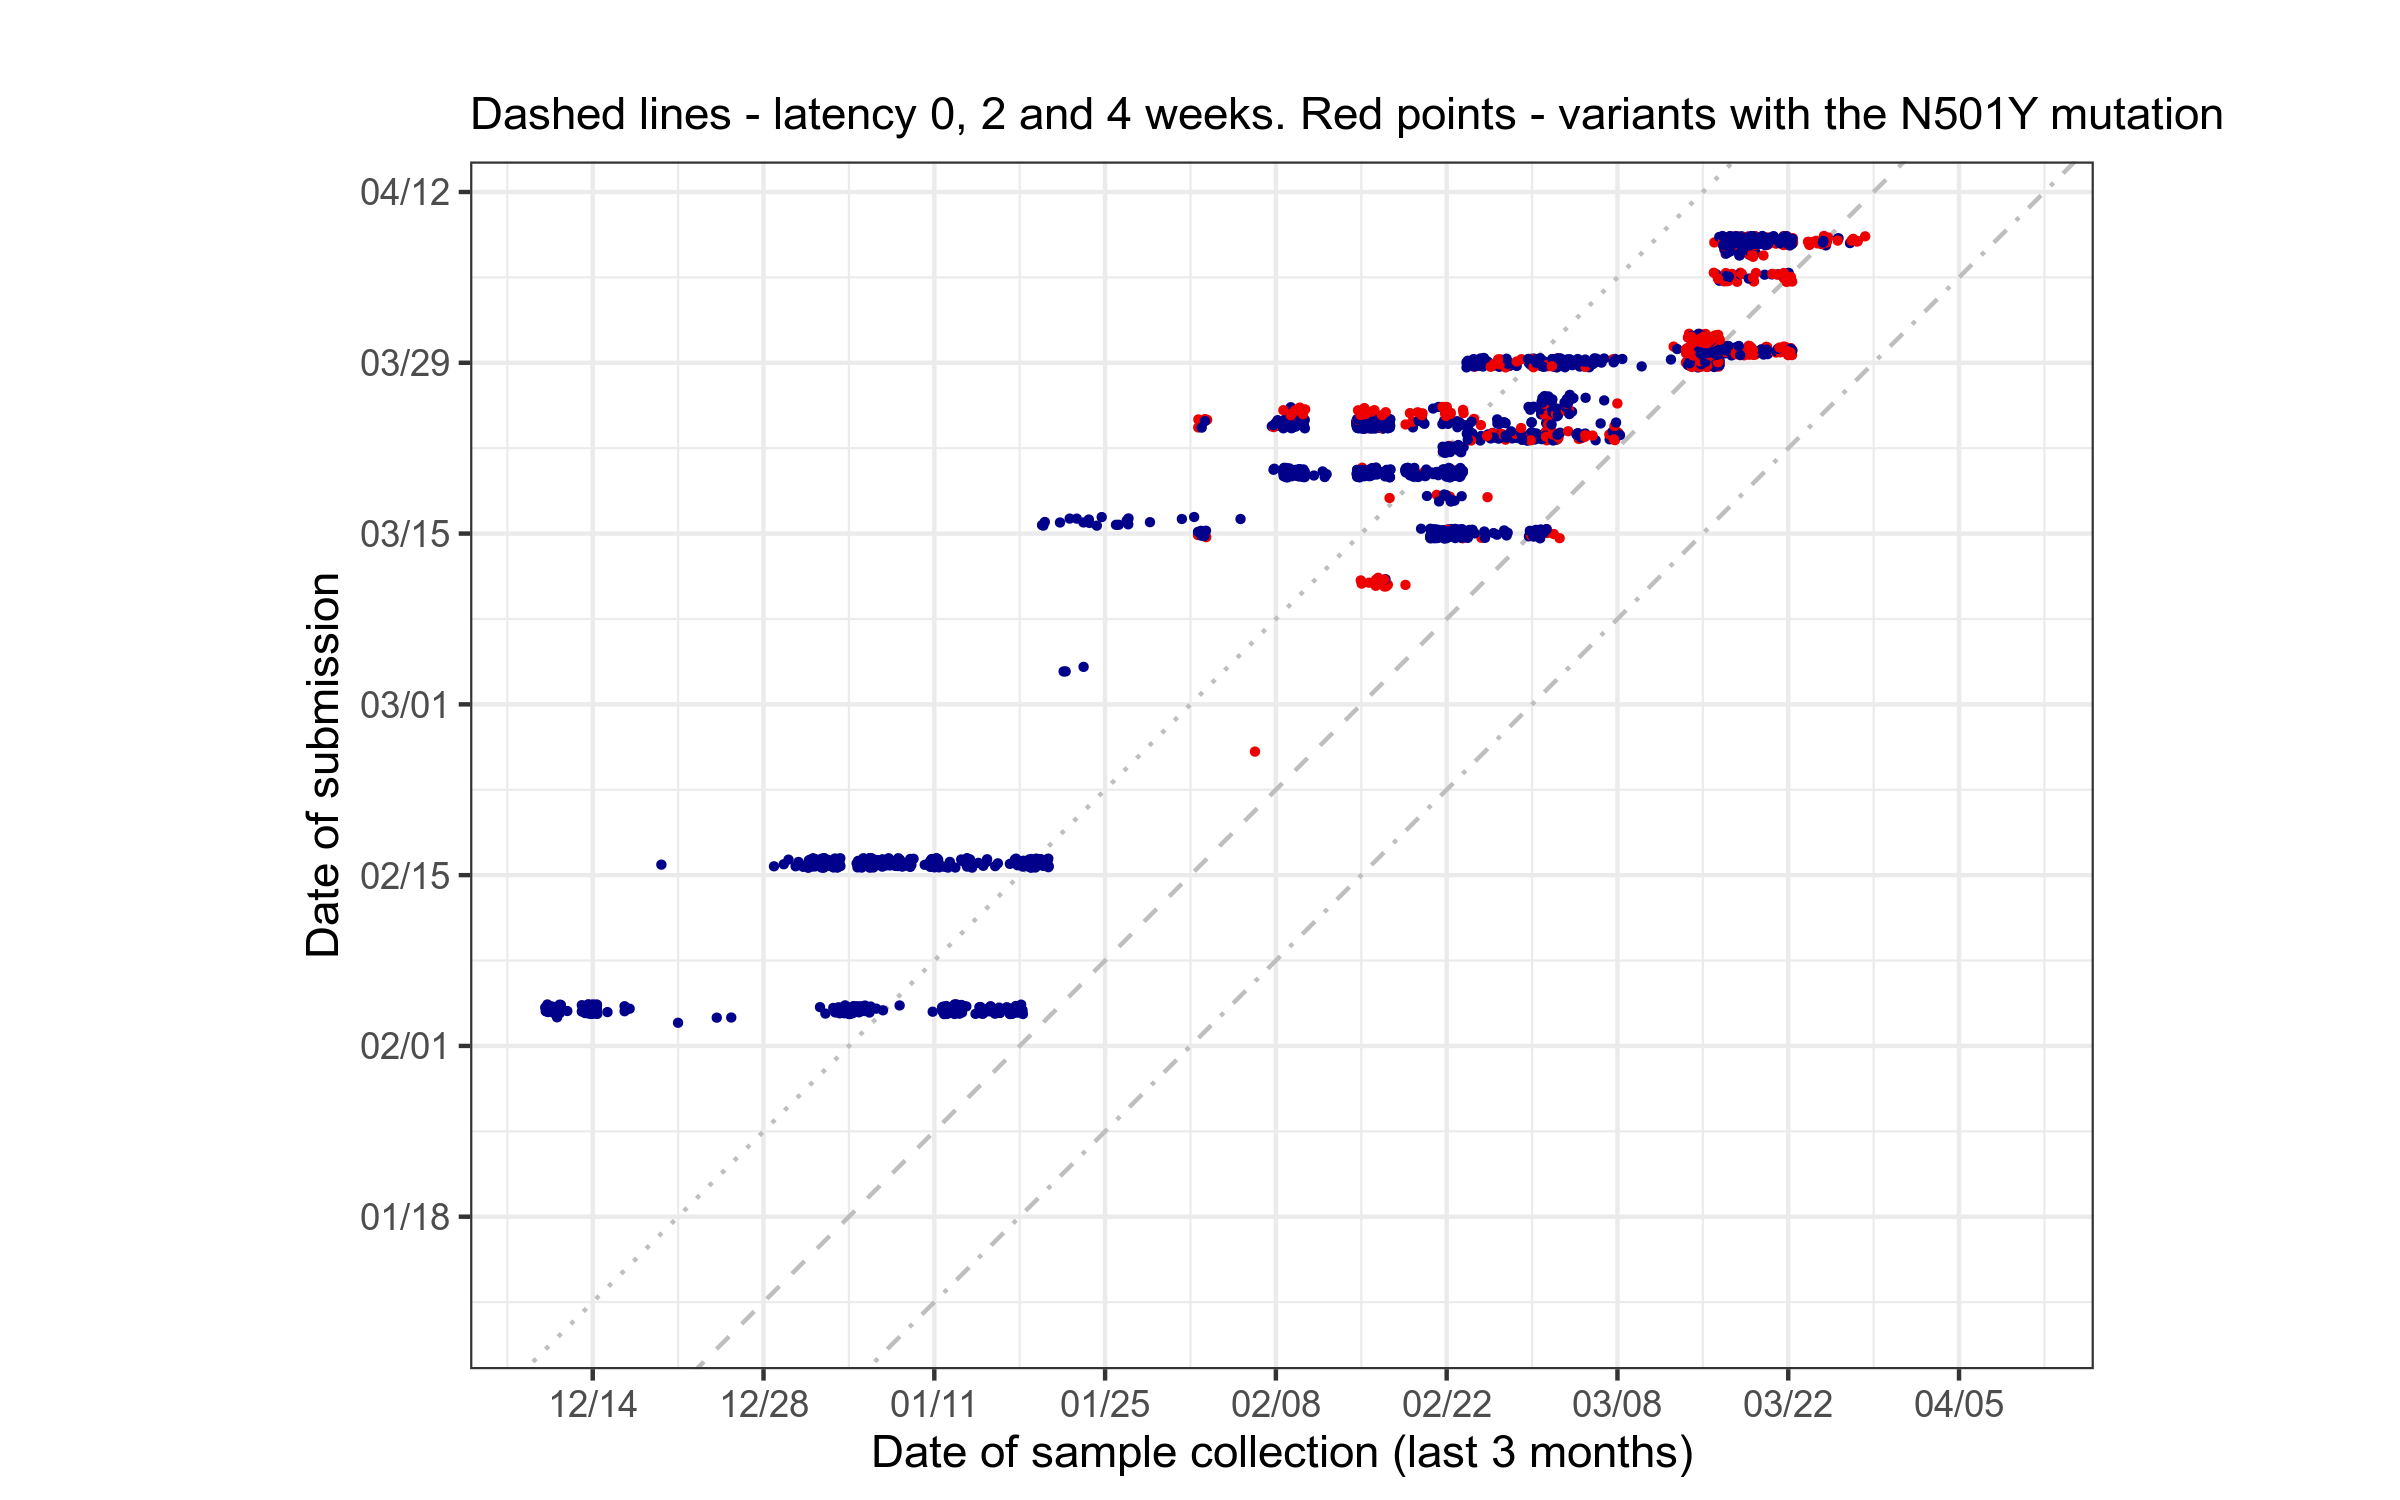 Dashed lines - latency 0, 2 and 4 weeks. Red points - variants with the N501Y mutation
04/12
03/29
03/15
03/01
02/15
02/01
01/18
Date of submission
12/14 12/28 01/11 01/25 02/08 02/22 03/08 03/22 04/05
Date of sample collection (last 3 months)